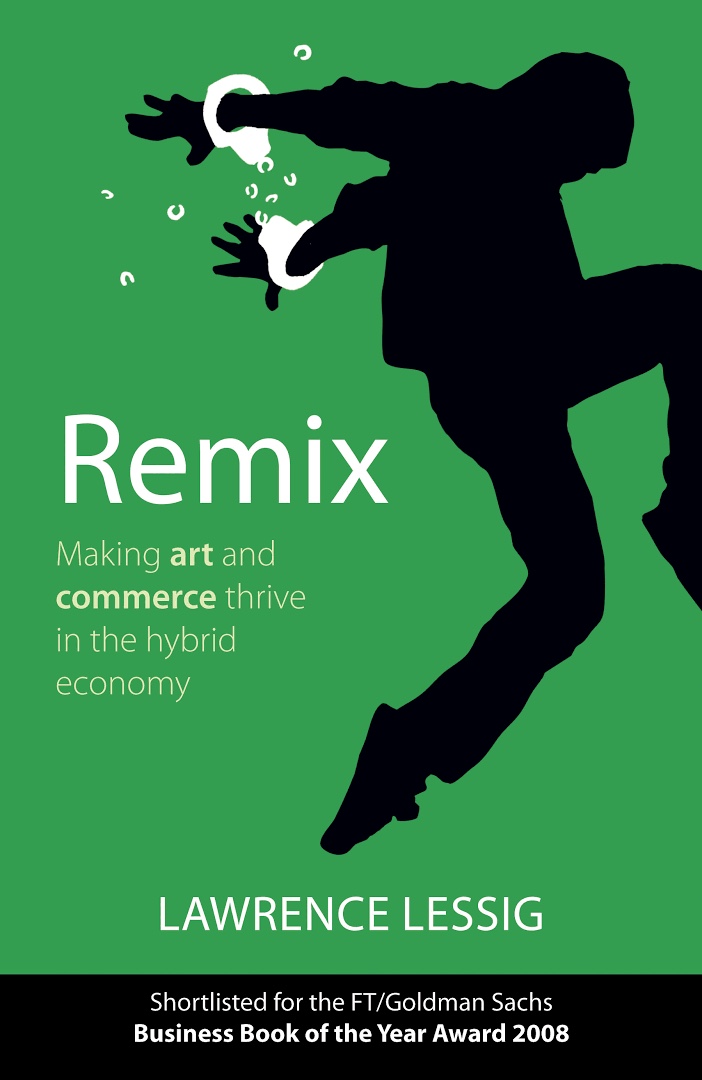 Remix
Making art and
commerce thrive
in the hybrid
economy
LAWRENCE LESSIG
Shortlisted for the FT/Goldman Sachs
Business Book of the Year Award 2008